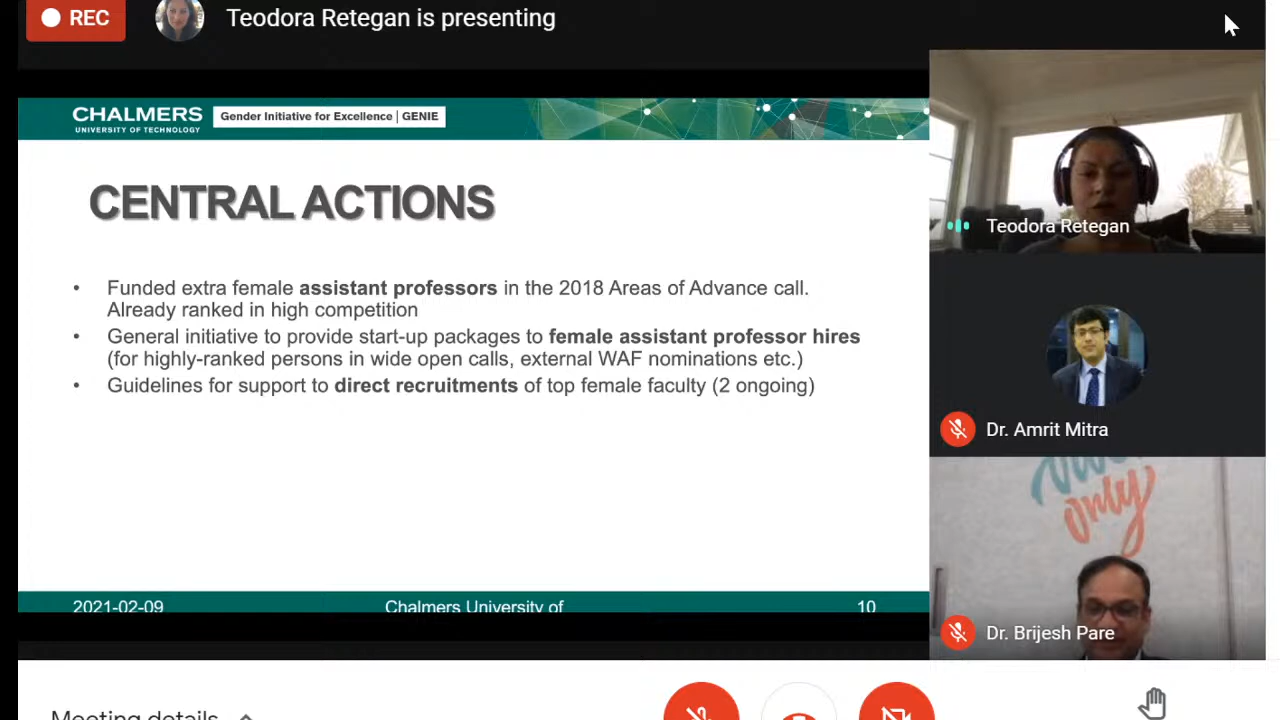 REC
Teodora Retegan is presenting
CHALMERS
UNIVERSITY OF TECHNOLOGY
Gender Initiative for Excellence | GENIE
CENTRAL ACTIONS
• Funded extra female assistant professors in the 2018 Areas of Advance call.
Already ranked in high competition
• General initiative to provide start-up packages to female assistant professor hires
(for highly-ranked persons in wide open calls, external WAF nominations etc.)
• Guidelines for support to direct recruitments of top female faculty (2 ongoing)
2021-02-09
Chalmers University of
10
Teodora Retegan
Dr. Amrit Mitra
only
Dr. Brijesh Pare
Meeting details